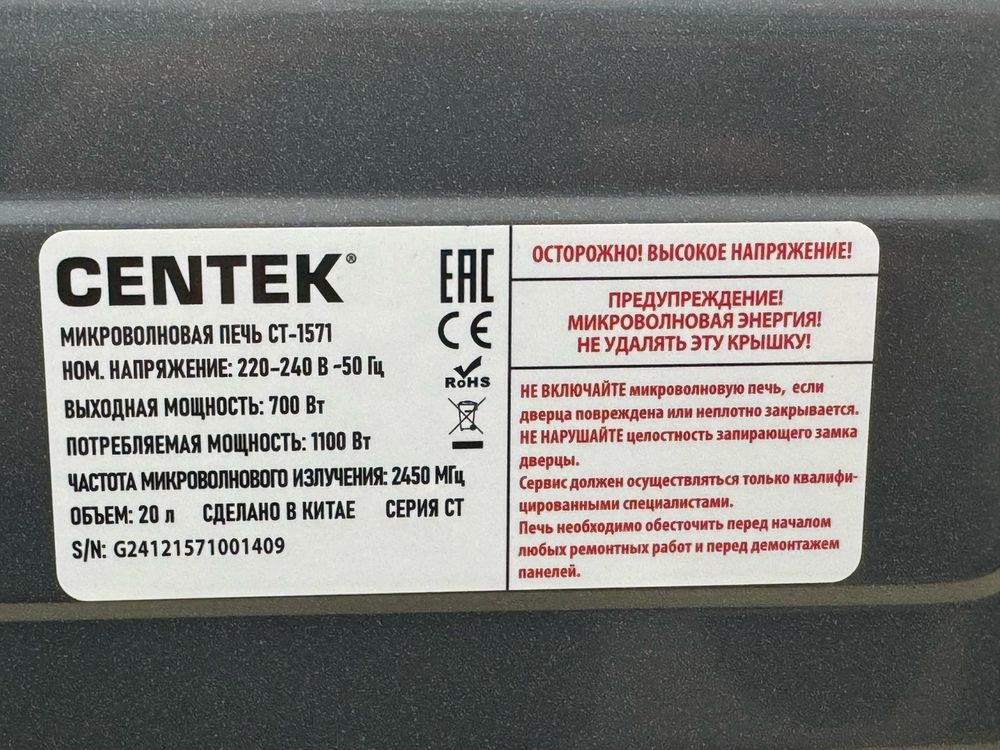 CENTEK®
МИКРОВОЛНОВАЯ ПЕЧЬ CT-1571
НОМ. НАПРЯЖЕНИЕ: 220-240 В ~50 Гц
ВЫХОДНАЯ МОЩНОСТЬ: 700 Вт
ПОТРЕБЛЯЕМАЯ МОЩНОСТЬ: 1100 Вт
ЧАСТОТА МИКРОВОЛНОВОГО ИЗЛУЧЕНИЯ: 2450 МГц
ОБЪЕМ: 20 л СДЕЛАНО В КИТАЕ СЕРИЯ СТ
S/N: G24121571001409
EAC
CE
RoHS
ОСТОРОЖНО! ВЫСОКОЕ НАПРЯЖЕНИЕ!
ПРЕДУПРЕЖДЕНИЕ!
МИКРОВОЛНОВАЯ ЭНЕРГИЯ!
НЕ УДАЛЯТЬ ЭТУ КРЫШКУ!
НЕ ВКЛЮЧАЙТЕ микроволновую печь, если
дверца повреждена или неплотно закрывается.
НЕ НАРУШАЙТЕ целостность запирающего замка
дверцы.
Сервис должен осуществляться только квалифи-
цированными специалистами.
Печь необходимо обесточить перед началом
любых ремонтных работ и перед демонтажем
панелей.